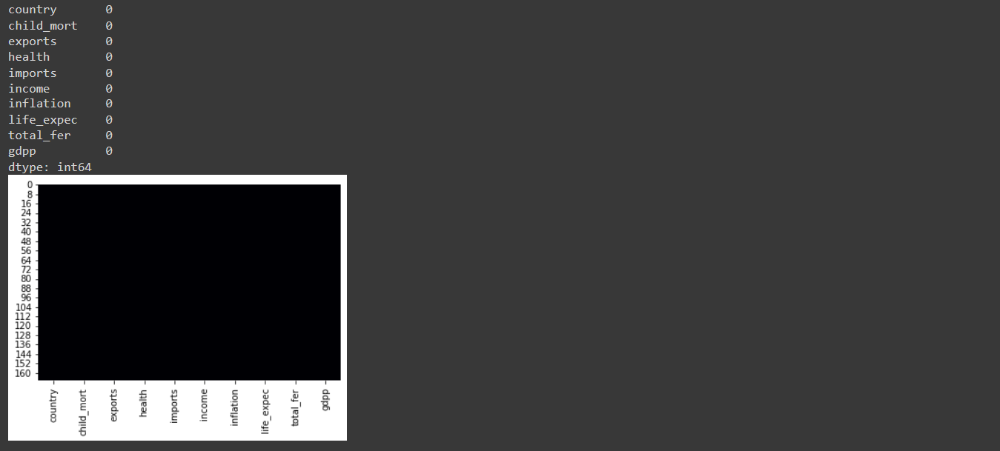 country 0
child_mort 0
exports 0
health 0
imports 0
income 0
inflation 0
life_expec 0
total_fer 0
gdpp 0
dtype: int64
0
8
16
24
32
40
48
56
64
72
80
88
96
104
112
120
128
136
144
152
160
country
child_mort
exports
health
imports
income
inflation
life_expec
total_fer
gdpp